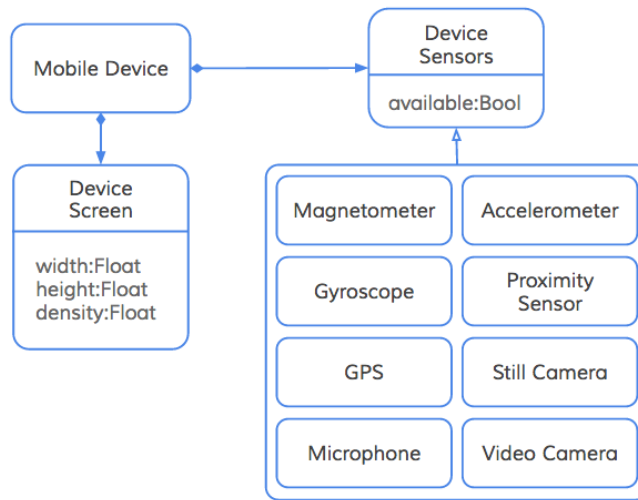 Mobile Device
Device
Sensors
available:Bool
Device
Screen
width:Float
height:Float
density:Float
Magnetometer
Accelerometer
Gyroscope
Proximity
Sensor
GPS
Still Camera
Microphone
Video Camera